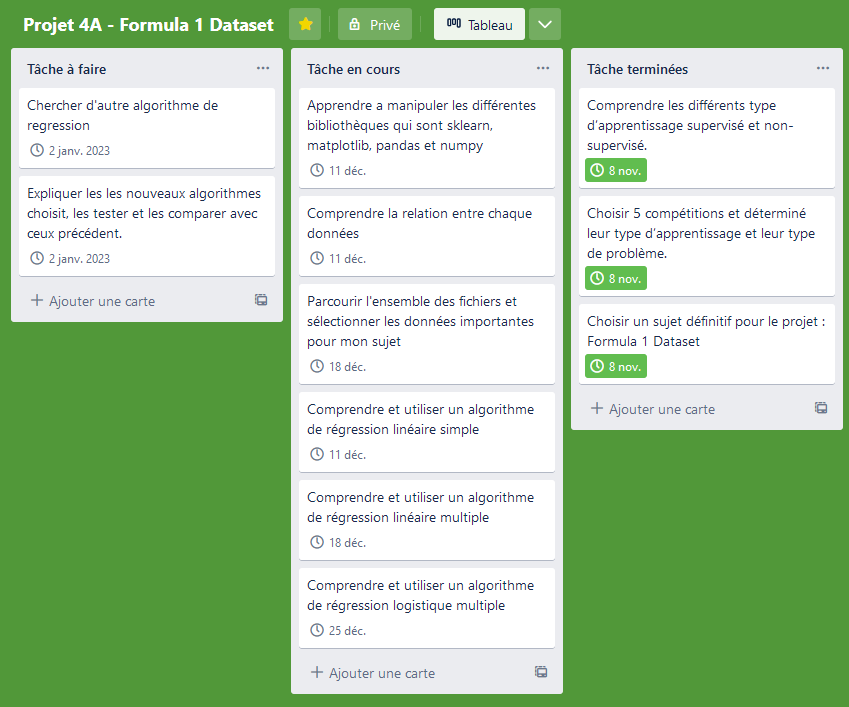 Projet 4A - Formula 1 Dataset
Privé
Tableau
Tâche à faire
Chercher d'autre algorithme de
regression
2 janv. 2023
Expliquer les les nouveaux algorithmes
choisit, les tester et les comparer avec
ceux précédent.
2 janv. 2023
Ajouter une carte
Tâche en cours
Apprendre a manipuler les différentes
bibliothèques qui sont sklearn,
matplotlib, pandas et numpy
11 déc.
Comprendre la relation entre chaque
données
11 déc.
Parcourir l'ensemble des fichiers et
sélectionner les données importantes
pour mon sujet
18 déc.
Comprendre et utiliser un algorithme
de régression linéaire simple
11 déc.
Comprendre et utiliser un algorithme
de régression linéaire multiple
18 déc.
Comprendre et utiliser un algorithme
de régression logistique multiple
25 déc.
Ajouter une carte
Tâche terminées
Comprendre les différents type
d'apprentissage supervisé et non-
supervisé.
8 nov.
Choisir 5 compétitions et déterminé
leur type d'apprentissage et leur type
de problème.
8 nov.
Choisir un sujet définitif pour le projet :
Formula 1 Dataset
8 nov.
Ajouter une carte